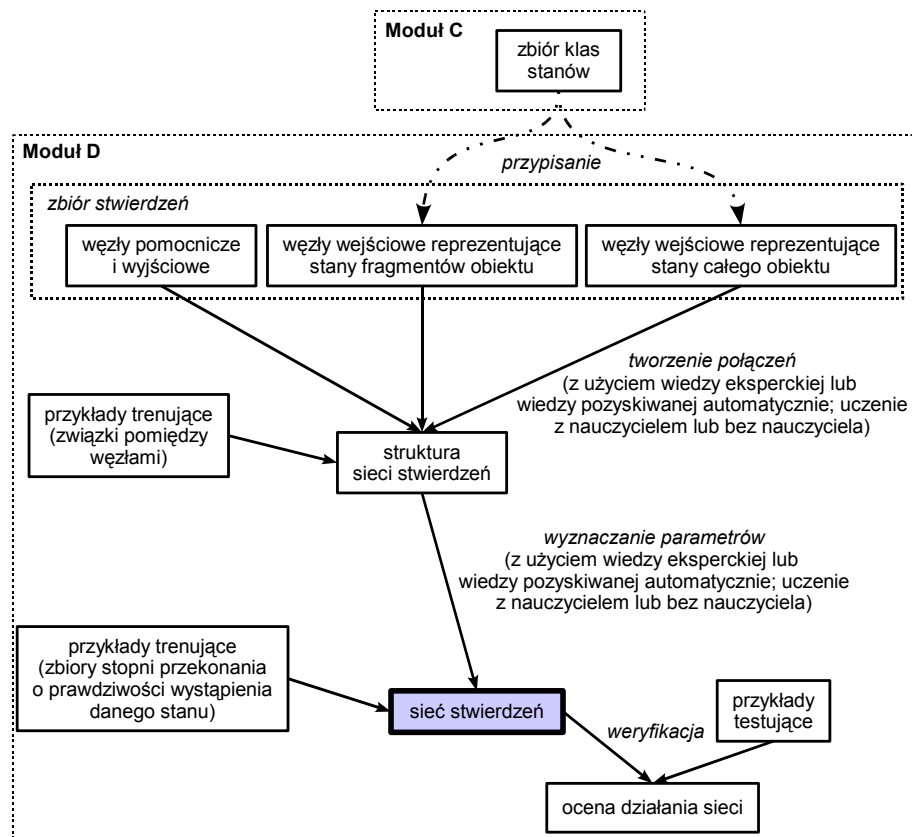 Moduł C
zbiór klas
stanów
Moduł D
przypisanie
zbiór stwierdzeń
węzły pomocnicze
i wyjściowe
węzły wejściowe reprezentujące
stany fragmentów obiektu
węzły wejściowe reprezentujące
stany całego obiektu
tworzenie połączeń
(z użyciem wiedzy eksperckiej lub
wiedzy pozyskiwanej automatycznie; uczenie
z nauczycielem lub bez nauczyciela)
przykłady trenujące
(związki pomiędzy
węzłami)
struktura
sieci stwierdzeń
wyznaczanie parametrów
(z użyciem wiedzy eksperckiej lub
wiedzy pozyskiwanej automatycznie; uczenie
z nauczycielem lub bez nauczyciela)
przykłady trenujące
(zbiory stopni przekonania
o prawdziwości wystąpienia
danego stanu)
sieć stwierdzeń
weryfikacja
przykłady
testujące
ocena działania sieci